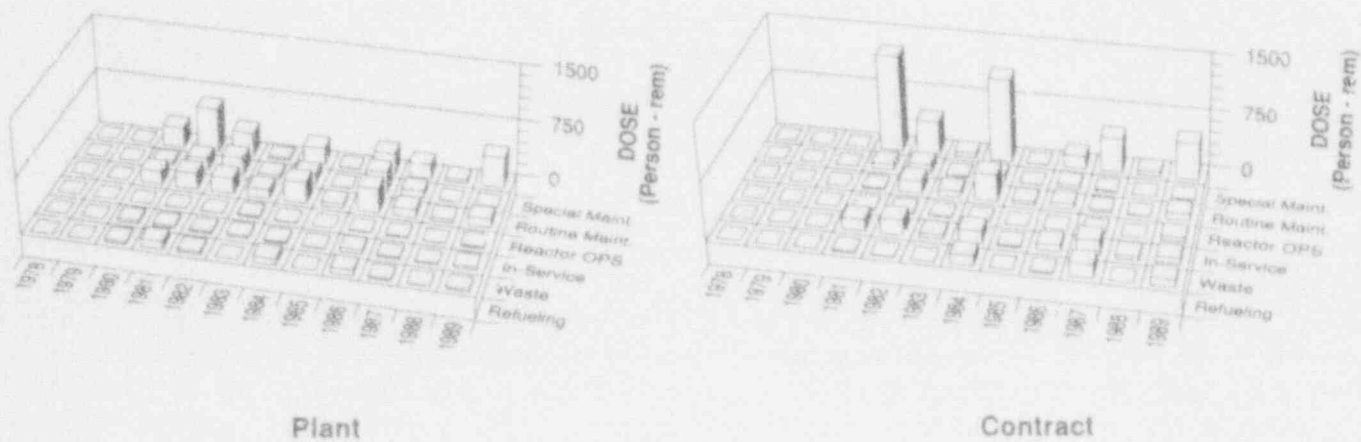 1500
750
0
DOSE
(Person - rem)
Special Maint.
Routine Maint.
Reactor OPS
In-Service
Waste
Refueling
1978
1979
1980
1981
1982
1983
1984
1985
1986
1987
1988
1989
Plant
1500
750
0
DOSE
(Person - rem)
Special Maint.
Routine Maint.
Reactor OPS
In-Service
Waste
Refueling
1978
1979
1980
1981
1982
1983
1984
1985
1986
1987
1988
1989
Contract